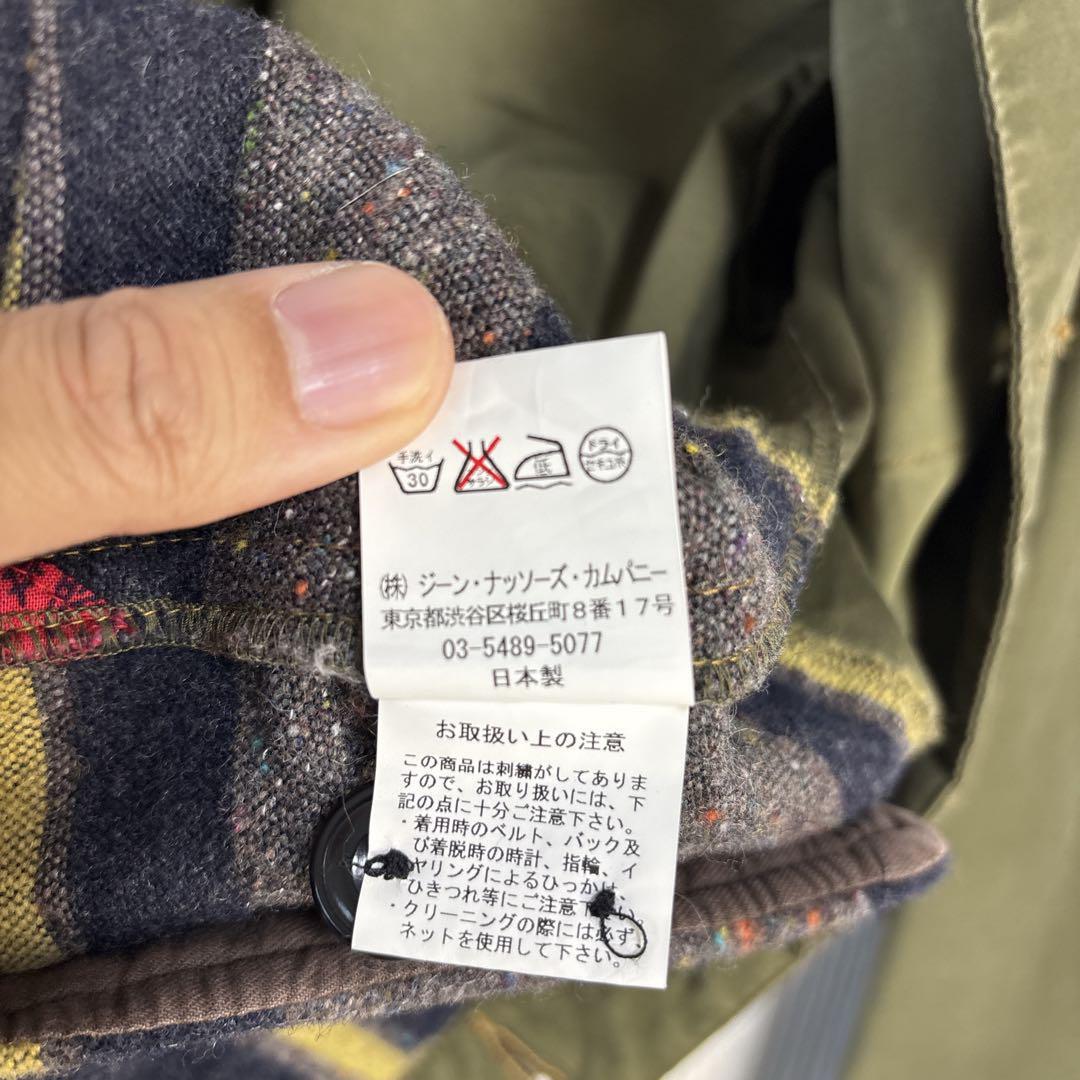 手洗イ
30
低
ドライ
セキユ系
(株)ジーン・ナッソーズ・カムパニー
東京都渋谷区桜丘町8番17号
03-5489-5077
日本製
お取扱い上の注意
この商品は刺繍がしてありま
すので、お取り扱いには、下
記の点に十分ご注意下さい。
・着用時のベルト、バック及
び着脱時の時計、指輪、イ
ヤリングによるひっかけ、
ひきつれ等にご注意下さい。
・クリーニングの際には必ず
ネットを使用して下さい。